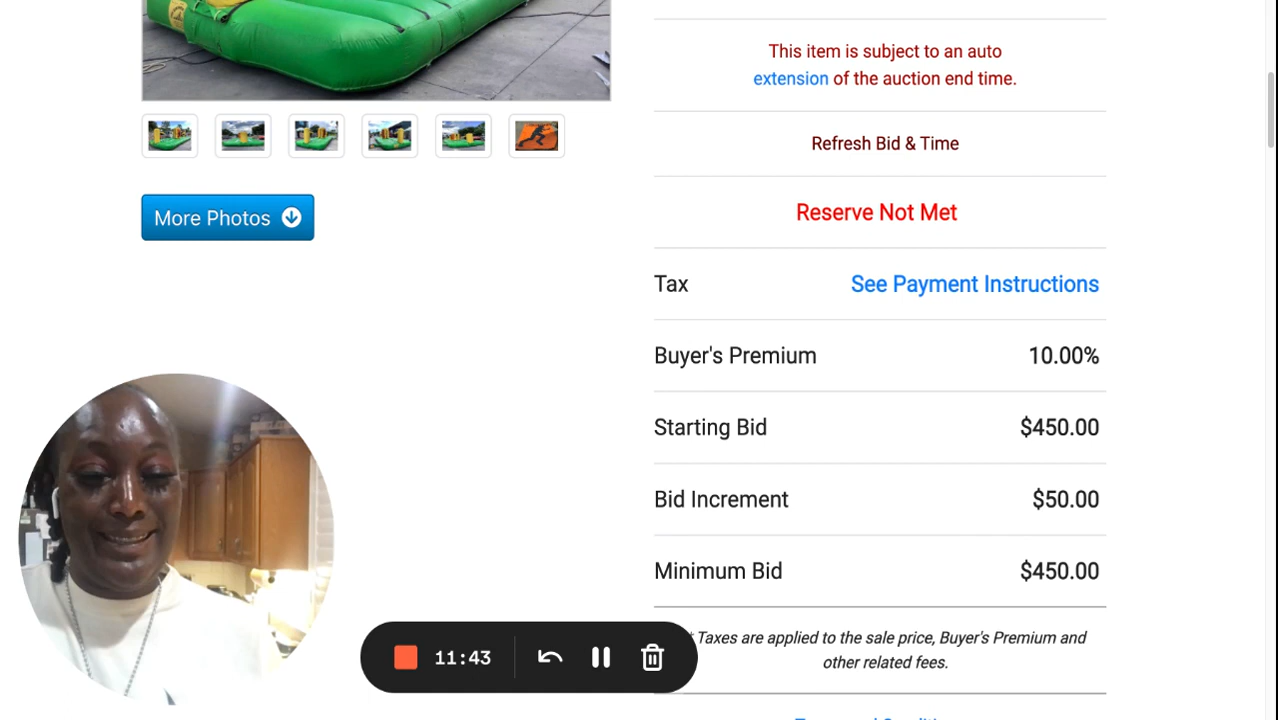 This item is subject to an auto
extension of the auction end time.
Refresh Bid & Time
Reserve Not Met
More Photos
Tax See Payment Instructions
Buyer's Premium 10.00%
Starting Bid $450.00
Bid Increment $50.00
Minimum Bid $450.00
* Taxes are applied to the sale price, Buyer's Premium and
other related fees.
11:43